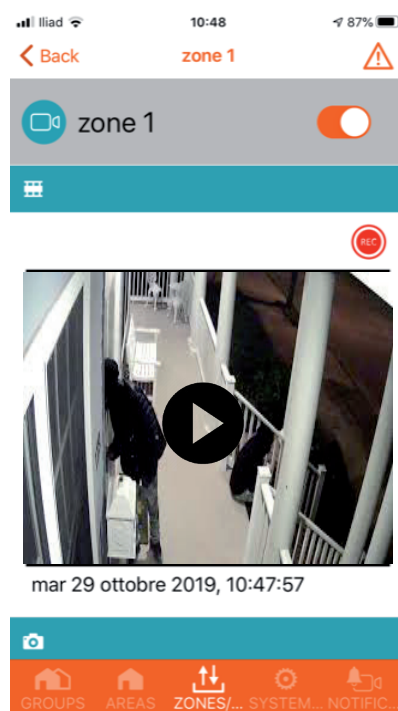 Iliad 10:48 87%
Back zone 1
zone 1
REC
mar 29 ottobre 2019, 10:47:57
GROUPS AREAS ZONES/... SYSTEM... NOTIFIC...